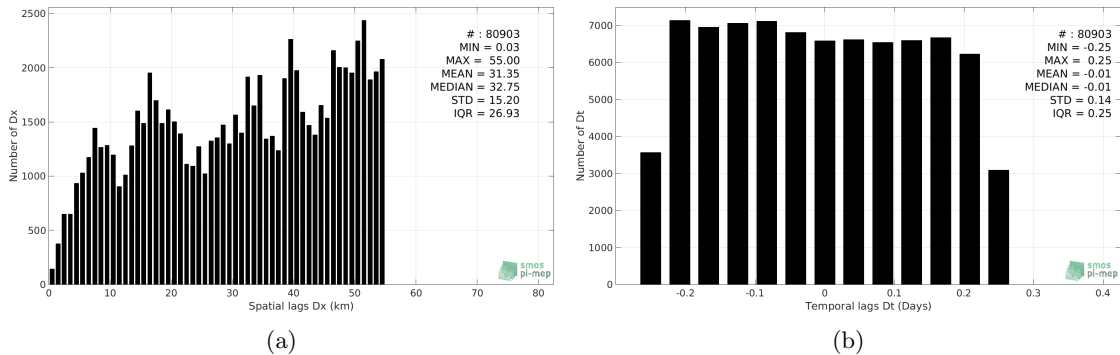 2500
2000
1500
1000
500
0
Number of Dx
# : 80903
MIN = 0.03
MAX = 55.00
MEAN = 31.35
MEDIAN = 32.75
STD = 15.20
IQR = 26.93
smos
pi-mep
0 10 20 30 40 50 60 70 80
Spatial lags Dx (km)
(a)
7000
6000
5000
4000
3000
2000
1000
0
Number of Dt
# : 80903
MIN = -0.25
MAX = 0.25
MEAN = -0.01
MEDIAN = -0.01
STD = 0.14
IQR = 0.25
smos
pi-mep
-0.2 -0.1 0 0.1 0.2 0.3 0.4
Temporal lags Dt (Days)
(b)